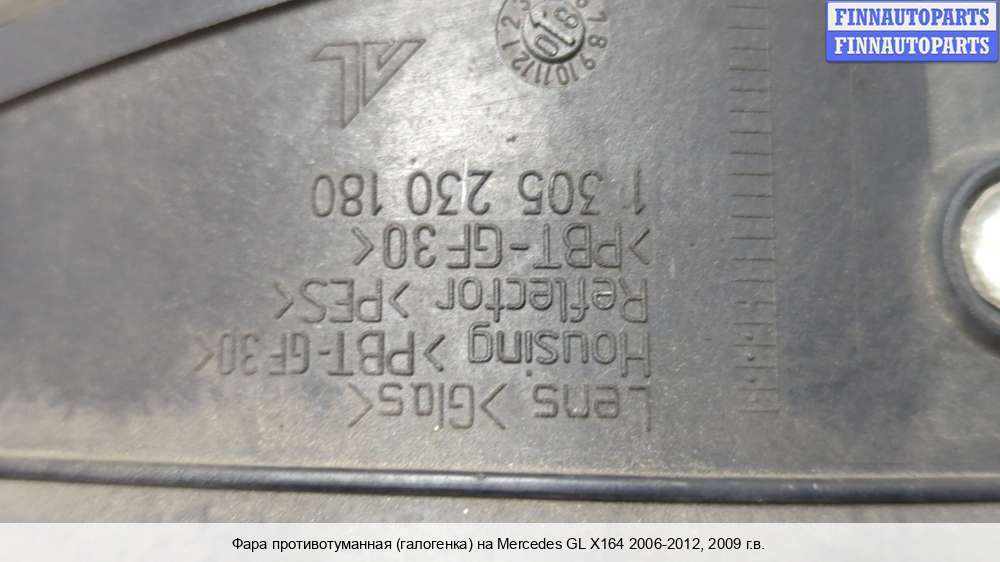 FINNAUTOPARTS
FINNAUTOPARTS
Lens >Glas<
Housing >PBT-GF30<
Reflector >PES<
>PBT-GF30<
1 305 230 180
AL
Фара противотуманная (галогенка) на Mercedes GL X164 2006-2012, 2009 г.в.